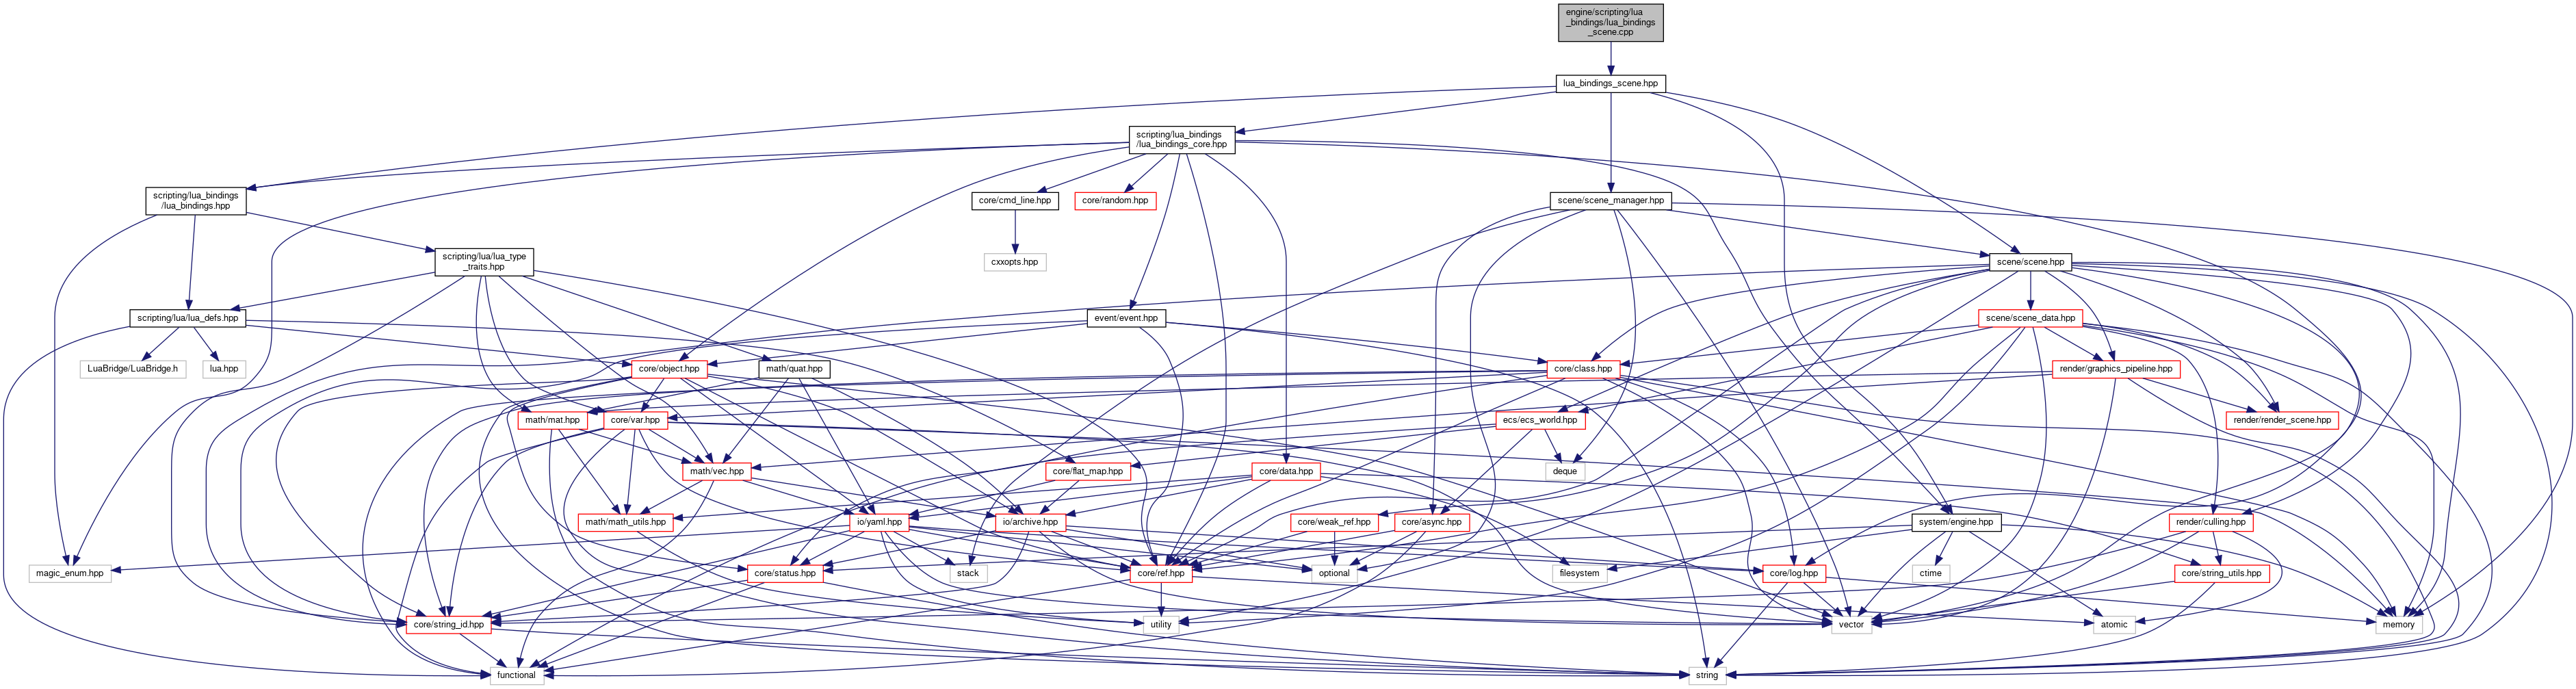 engine/scripting/lua
_bindings/lua_bindings
_scene.cpp
lua_bindings_scene.hpp
scripting/lua_bindings
/lua_bindings_core.hpp
scripting/lua_bindings
/lua_bindings.hpp
core/cmd_line.hpp
core/random.hpp
scene/scene_manager.hpp
scripting/lua/lua_type
_traits.hpp
cxxopts.hpp
scene/scene.hpp
scripting/lua/lua_defs.hpp
event/event.hpp
scene/scene_data.hpp
LuaBridge/LuaBridge.h
lua.hpp
core/object.hpp
math/quat.hpp
core/class.hpp
render/graphics_pipeline.hpp
math/mat.hpp
core/var.hpp
ecs/ecs_world.hpp
render/render_scene.hpp
math/vec.hpp
core/flat_map.hpp
core/data.hpp
deque
math/math_utils.hpp
io/yaml.hpp
io/archive.hpp
core/weak_ref.hpp
core/async.hpp
system/engine.hpp
render/culling.hpp
magic_enum.hpp
core/status.hpp
stack
core/ref.hpp
optional
filesystem
core/log.hpp
ctime
core/string_utils.hpp
core/string_id.hpp
utility
vector
atomic
memory
functional
string